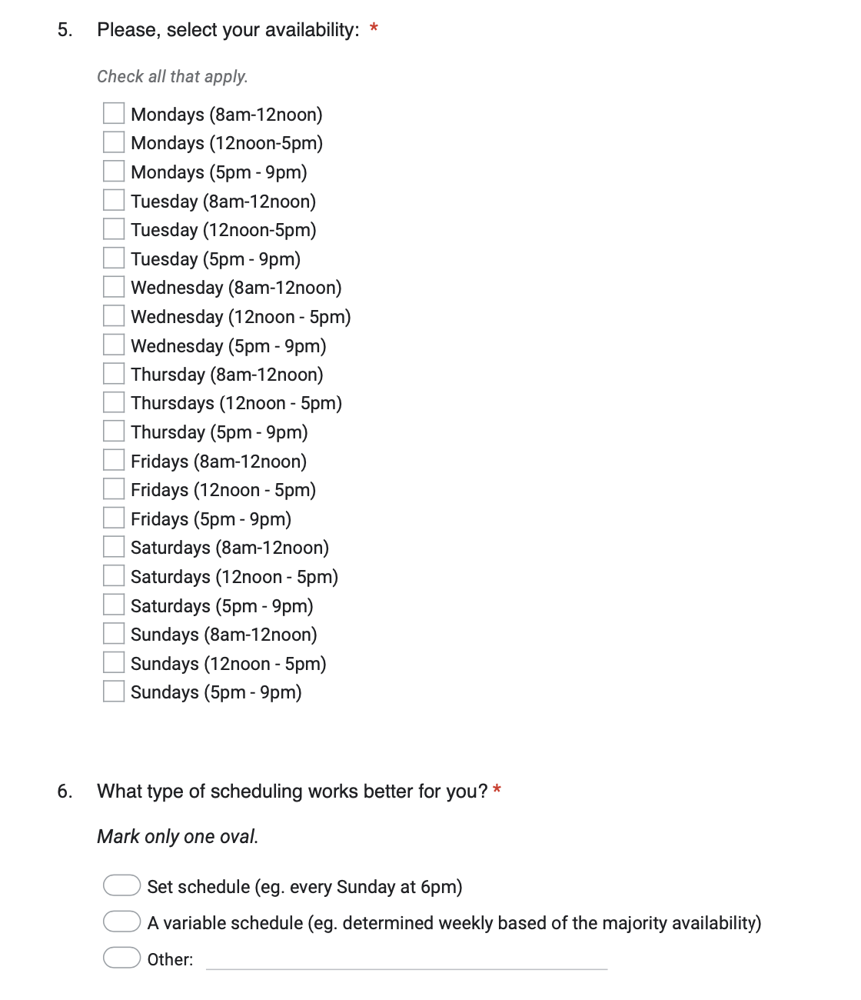 5. Please, select your availability: *
Check all that apply.
Mondays (8am-12noon)
Mondays (12noon-5pm)
Mondays (5pm - 9pm)
Tuesday (8am-12noon)
Tuesday (12noon-5pm)
Tuesday (5pm - 9pm)
Wednesday (8am-12noon)
Wednesday (12noon - 5pm)
Wednesday (5pm - 9pm)
Thursday (8am-12noon)
Thursdays (12noon - 5pm)
Thursday (5pm - 9pm)
Fridays (8am-12noon)
Fridays (12noon - 5pm)
Fridays (5pm - 9pm)
Saturdays (8am-12noon)
Saturdays (12noon - 5pm)
Saturdays (5pm - 9pm)
Sundays (8am-12noon)
Sundays (12noon - 5pm)
Sundays (5pm - 9pm)
6. What type of scheduling works better for you? *
Mark only one oval.
Set schedule (eg. every Sunday at 6pm)
A variable schedule (eg. determined weekly based of the majority availability)
Other: